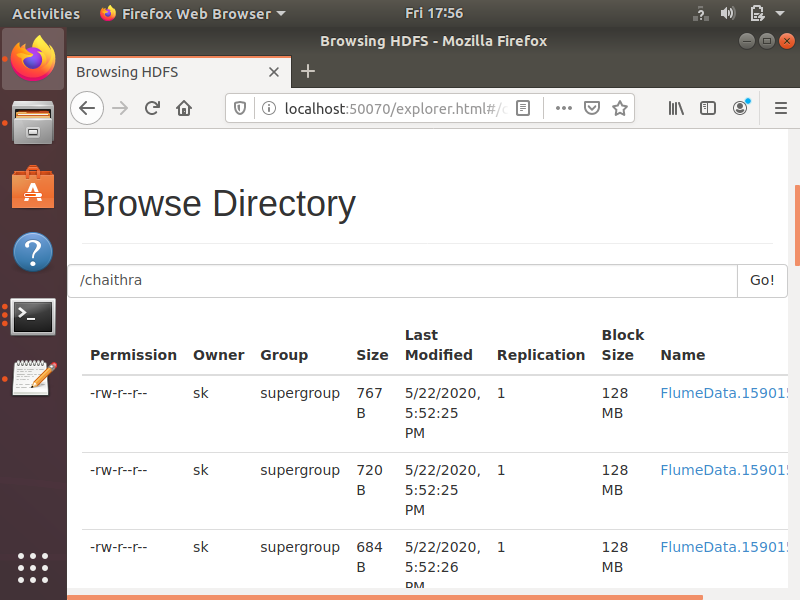 Activities Firefox Web Browser Fri 17:56
Browsing HDFS - Mozilla Firefox
Browsing HDFS
localhost:50070/explorer.html#/
Browse Directory
/chaithra Go!
Permission Owner Group Size Last Modified Replication Block Size Name
-rw-r--r-- sk supergroup 767 B 5/22/2020, 5:52:25 PM 1 128 MB FlumeData.159015
-rw-r--r-- sk supergroup 720 B 5/22/2020, 5:52:25 PM 1 128 MB FlumeData.159015
-rw-r--r-- sk supergroup 684 B 5/22/2020, 5:52:26 PM 1 128 MB FlumeData.159015